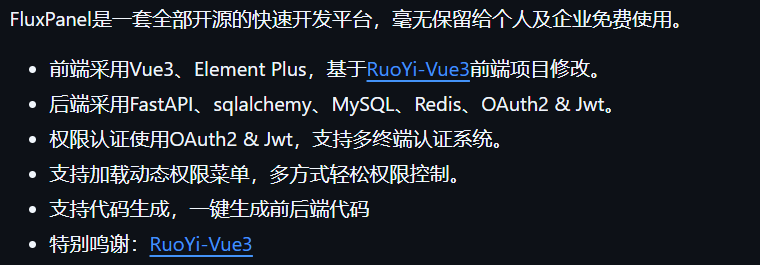 FluxPanel是一套全部开源的快速开发平台，毫无保留给个人及企业免费使用。
• 前端采用Vue3、Element Plus，基于RuoYi-Vue3前端项目修改。
• 后端采用FastAPI、sqlalchemy、MySQL、Redis、OAuth2 & Jwt。
• 权限认证使用OAuth2 & Jwt，支持多终端认证系统。
• 支持加载动态权限菜单，多方式轻松权限控制。
• 支持代码生成，一键生成前后端代码
• 特别鸣谢：RuoYi-Vue3